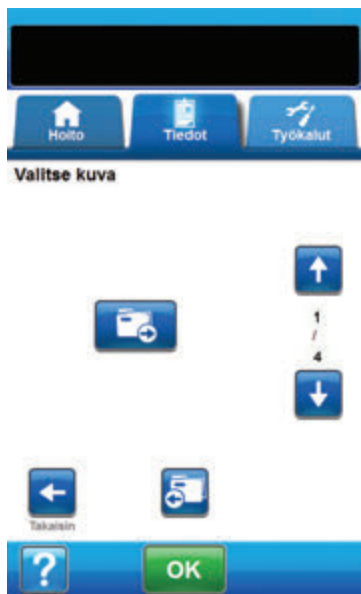 Hoito
Tiedot
Työkalut
Valitse kuva
1
/
4
Takaisin
?
OK